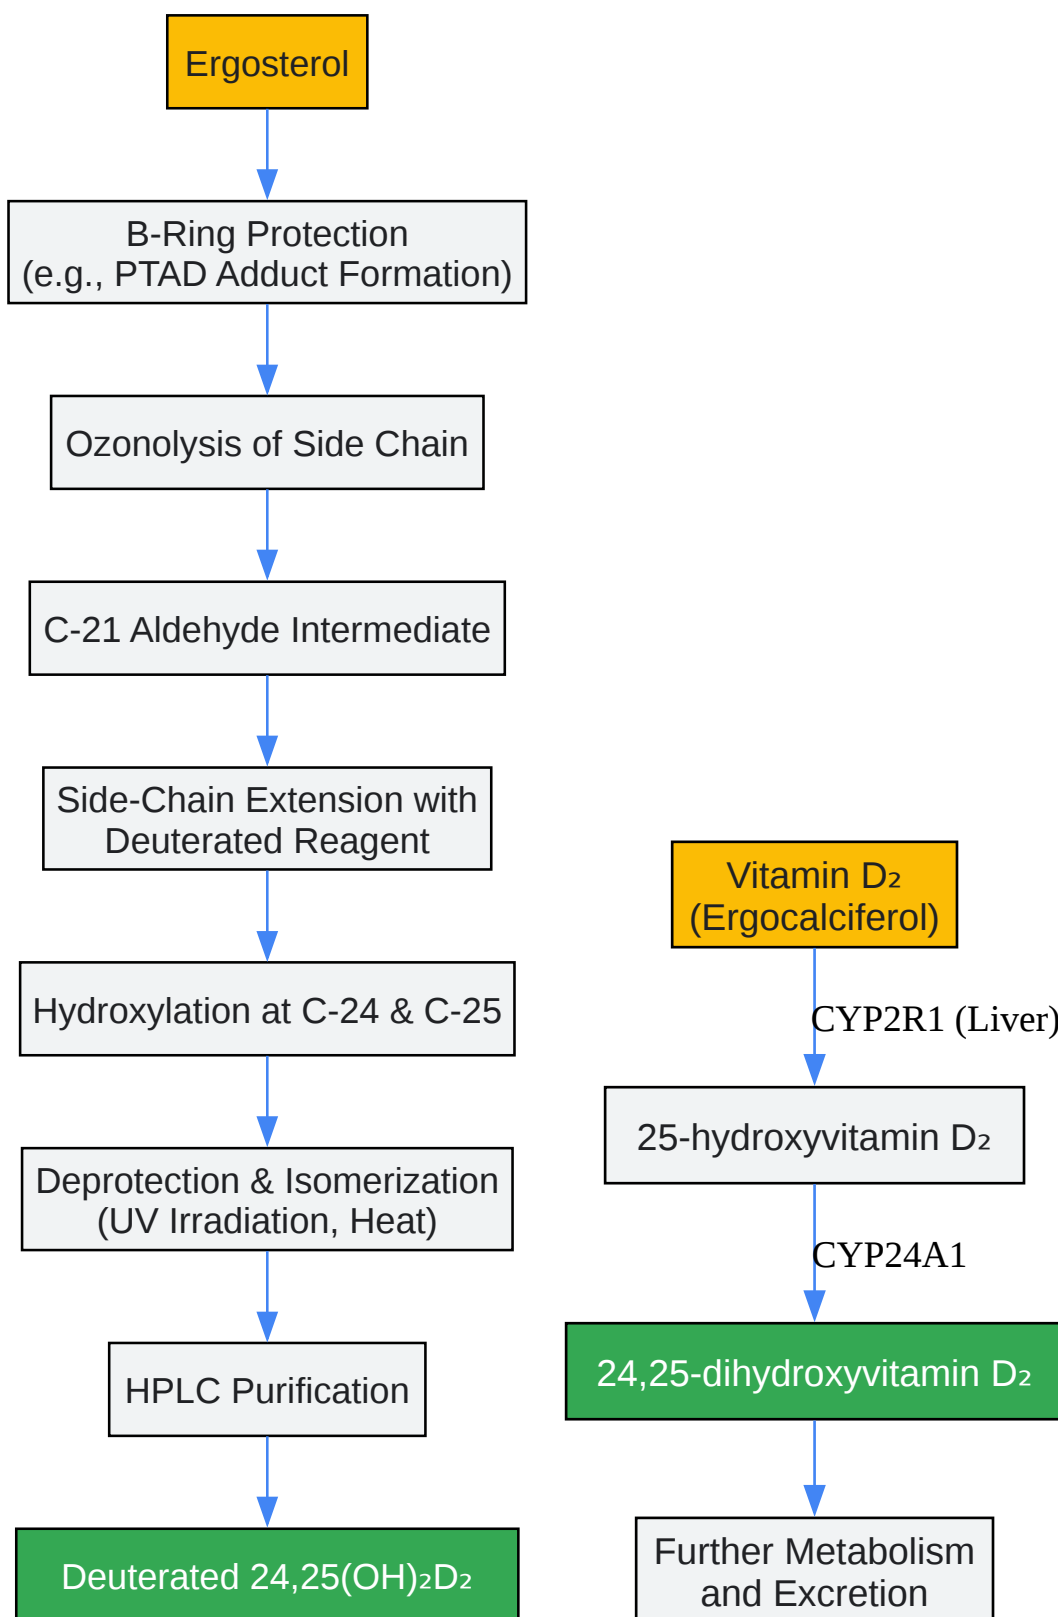 Ergosterol
B-Ring Protection
(e.g., PTAD Adduct Formation)
Ozonolysis of Side Chain
C-21 Aldehyde Intermediate
Side-Chain Extension with
Deuterated Reagent
Hydroxylation at C-24 & C-25
Deprotection & Isomerization
(UV Irradiation, Heat)
HPLC Purification
Deuterated 24,25(OH)₂D₂
Vitamin D₂
(Ergocalciferol)
CYP2R1 (Liver)
25-hydroxyvitamin D₂
CYP24A1
24,25-dihydroxyvitamin D₂
Further Metabolism
and Excretion